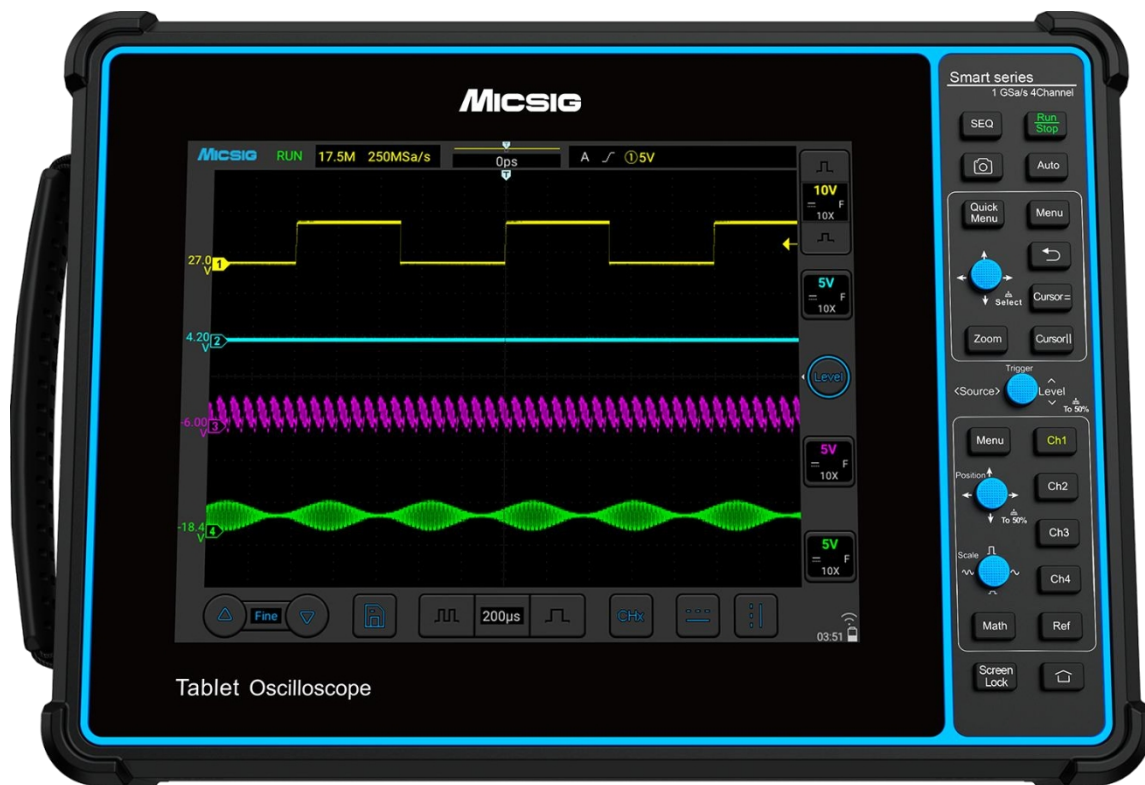 MICSIG
Smart series
1 GSa/s 4Channel
SEQ
Run
Stop
Auto
Quick
Menu
Menu
Select
Cursor=
Zoom
Cursor||
Trigger
<Source>
Level
To 50%
Menu
Ch1
Position
Ch2
To 50%
Ch3
Scale
Ch4
Math
Ref
Screen
Lock
MICSIG RUN 17.5M 250MSa/s 0ps A ①5V
T
T
10V
F
10X
27.0
V
1
5V
F
10X
4.20
V
2
Level
-6.00
V
3
5V
F
10X
-18.4
V
4
5V
F
10X
Fine
200µs
CHx
03:51
Tablet Oscilloscope